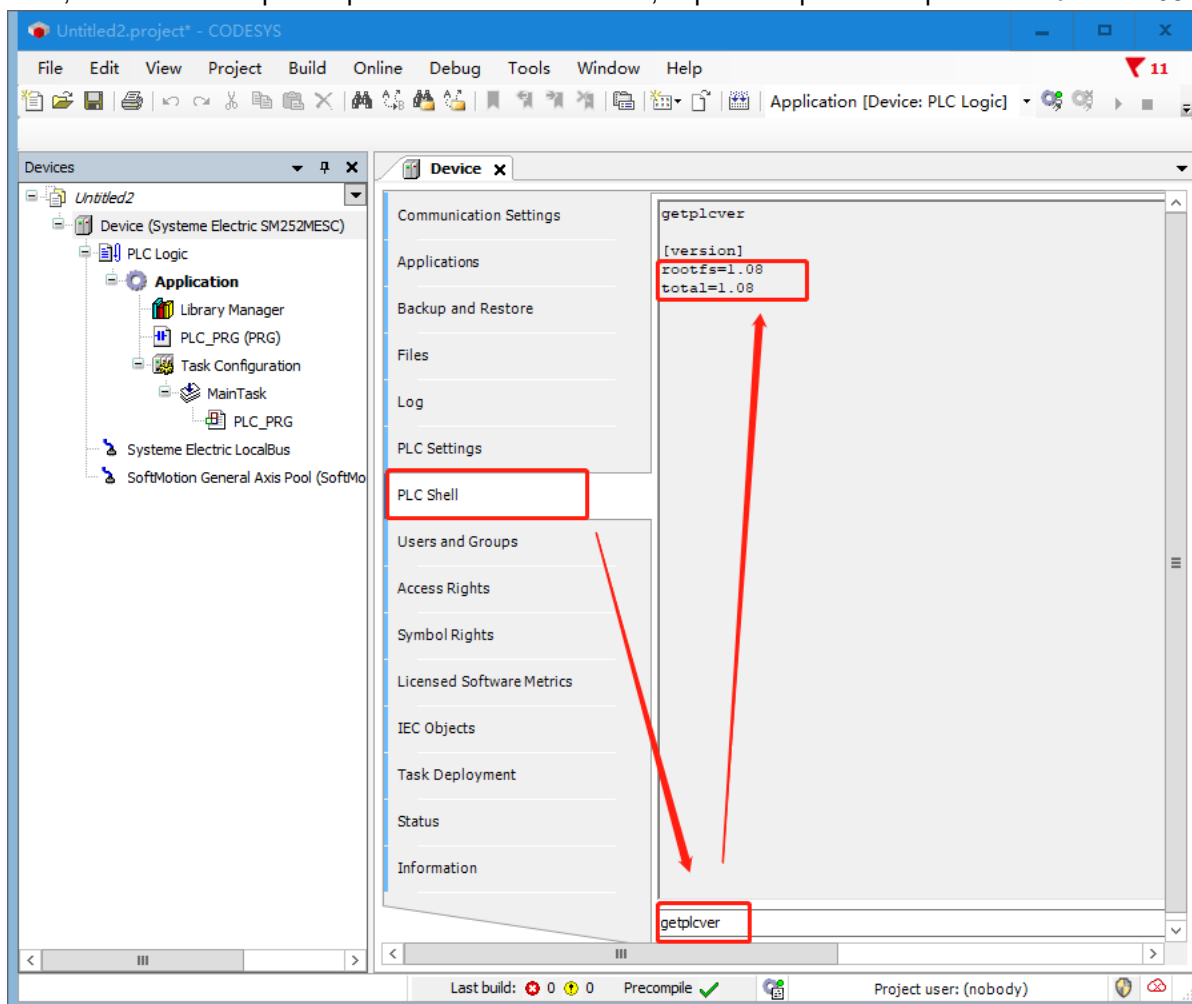 Untitled2.project* - CODESYS
File Edit View Project Build Online Debug Tools Window Help
11
Application [Device: PLC Logic]
Devices
Untitled2
Device (Systeme Electric SM252MESC)
PLC Logic
Application
Library Manager
PLC_PRG (PRG)
Task Configuration
MainTask
PLC_PRG
Systeme Electric LocalBus
SoftMotion General Axis Pool (SoftMo
Device
Communication Settings
Applications
Backup and Restore
Files
Log
PLC Settings
PLC Shell
Users and Groups
Access Rights
Symbol Rights
Licensed Software Metrics
IEC Objects
Task Deployment
Status
Information
getplcver
[version]
rootfs=1.08
total=1.08
getplcver
Last build: 0 0 Precompile Project user: (nobody)